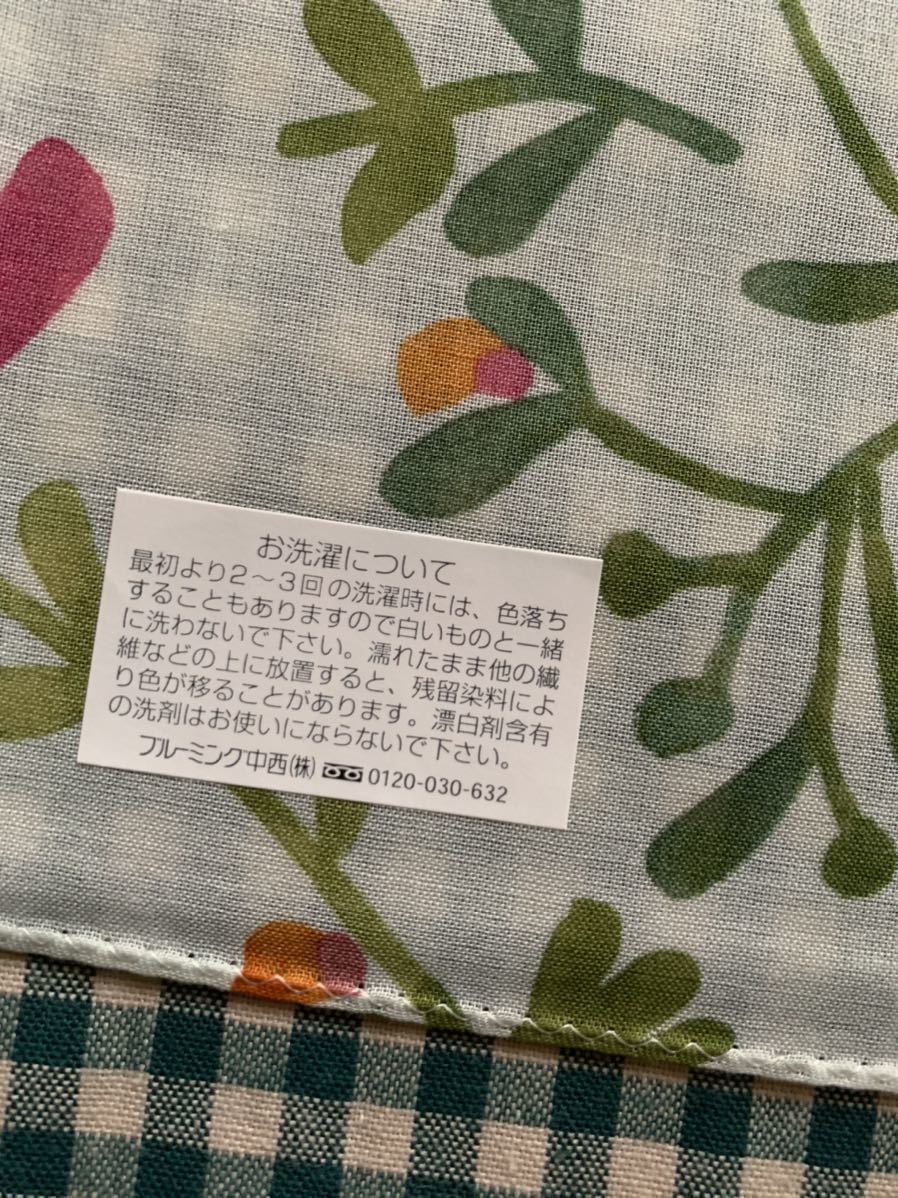 お洗濯について
最初より2～3回の洗濯時には、色落ち
することもありますので白いものと一緒
に洗わないで下さい。濡れたまま他の繊
維などの上に放置すると、残留染料によ
り色が移ることがあります。漂白剤含有
の洗剤はお使いにならないで下さい。
ブルーミング中西(株) 0120-030-632